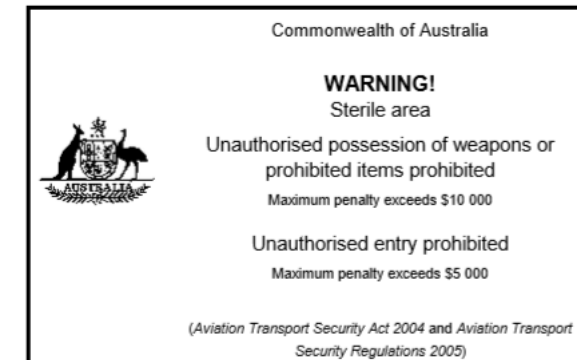 Commonwealth of Australia
WARNING!
Sterile area
Unauthorised possession of weapons or
prohibited items prohibited
Maximum penalty exceeds $10 000
AUSTRALIA
Unauthorised entry prohibited
Maximum penalty exceeds $5 000
(Aviation Transport Security Act 2004 and Aviation Transport
Security Regulations 2005)